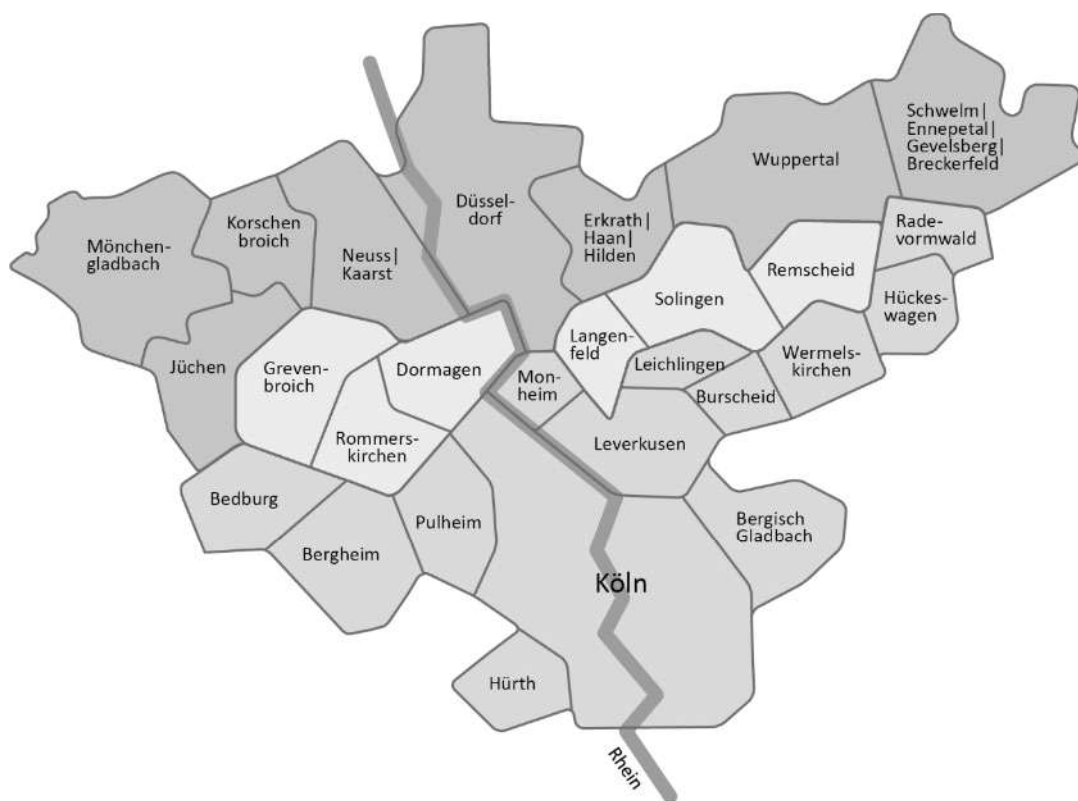 Schwelm|
Ennepetal|
Gevelsberg|
Breckerfeld
Wuppertal
Düssel-
dorf
Korschen
broich
Mönchen-
gladbach
Neuss|
Kaarst
Erkrath|
Haan|
Hilden
Rade-
vormwald
Remscheid
Solingen
Hückes-
wagen
Langen-
feld
Jüchen
Greven-
broich
Dormagen
Mon-
heim
Leichlingen
Wermels-
kirchen
Burscheid
Rommers-
kirchen
Leverkusen
Bedburg
Bergheim
Pulheim
Bergisch
Gladbach
Köln
Hürth
Rhein